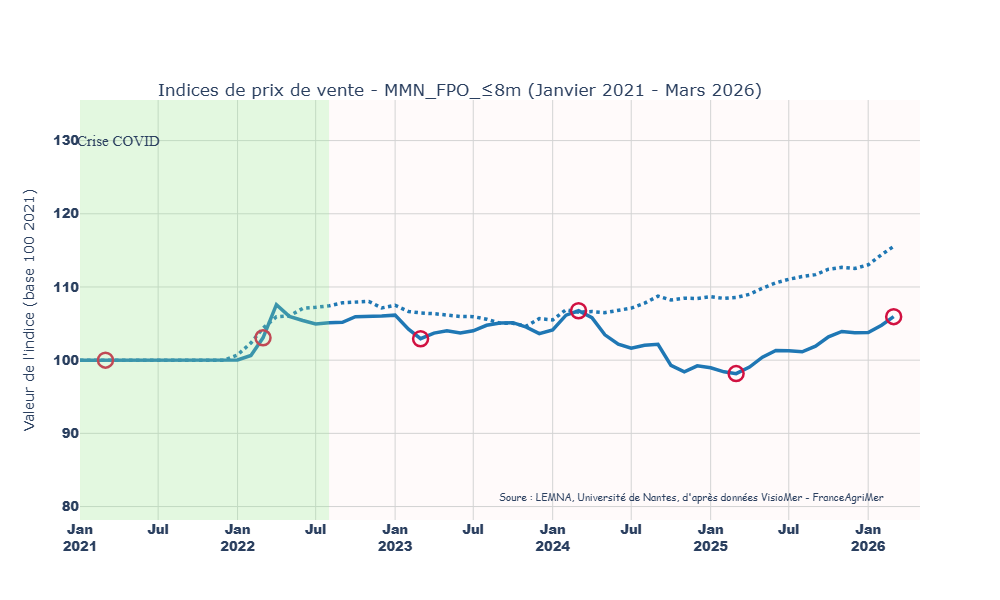 Indices de prix de vente - MMN_FPO_≤8m (Janvier 2021 - Mars 2026)
Valeur de l'indice (base 100 2021)
130
Crise COVID
120
110
100
90
80
Soure : LEMNA, Université de Nantes, d'après données VisioMer - FranceAgriMer
Jan Jul Jan Jul Jan Jul Jan Jul Jan Jul Jan
2021 2022 2023 2024 2025 2026